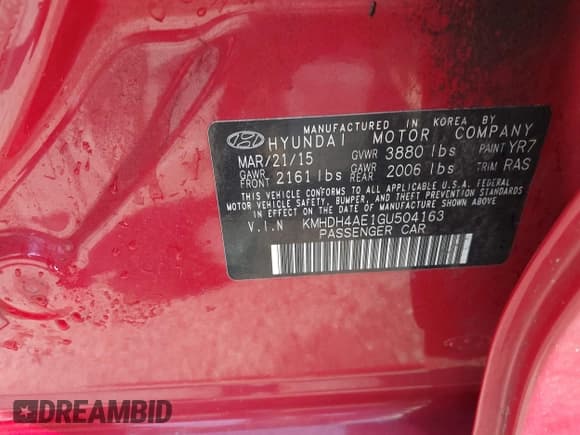 MANUFACTURED IN KOREA BY
HYUNDAI MOTOR COMPANY
MAR/21/15 GVWR 3880 lbs PAINT YR7
GAWR FRONT 2161 lbs GAWR REAR 2006 lbs TRIM RAS
THIS VEHICLE CONFORMS TO ALL APPLICABLE U.S.A. FEDERAL
MOTOR VEHICLE SAFETY, BUMPER, AND THEFT PREVENTION STANDARDS
IN EFFECT ON THE DATE OF MANUFACTURE SHOWN ABOVE.
V.I.N KMHDH4AE1GU504163
PASSENGER CAR
DREAMBID